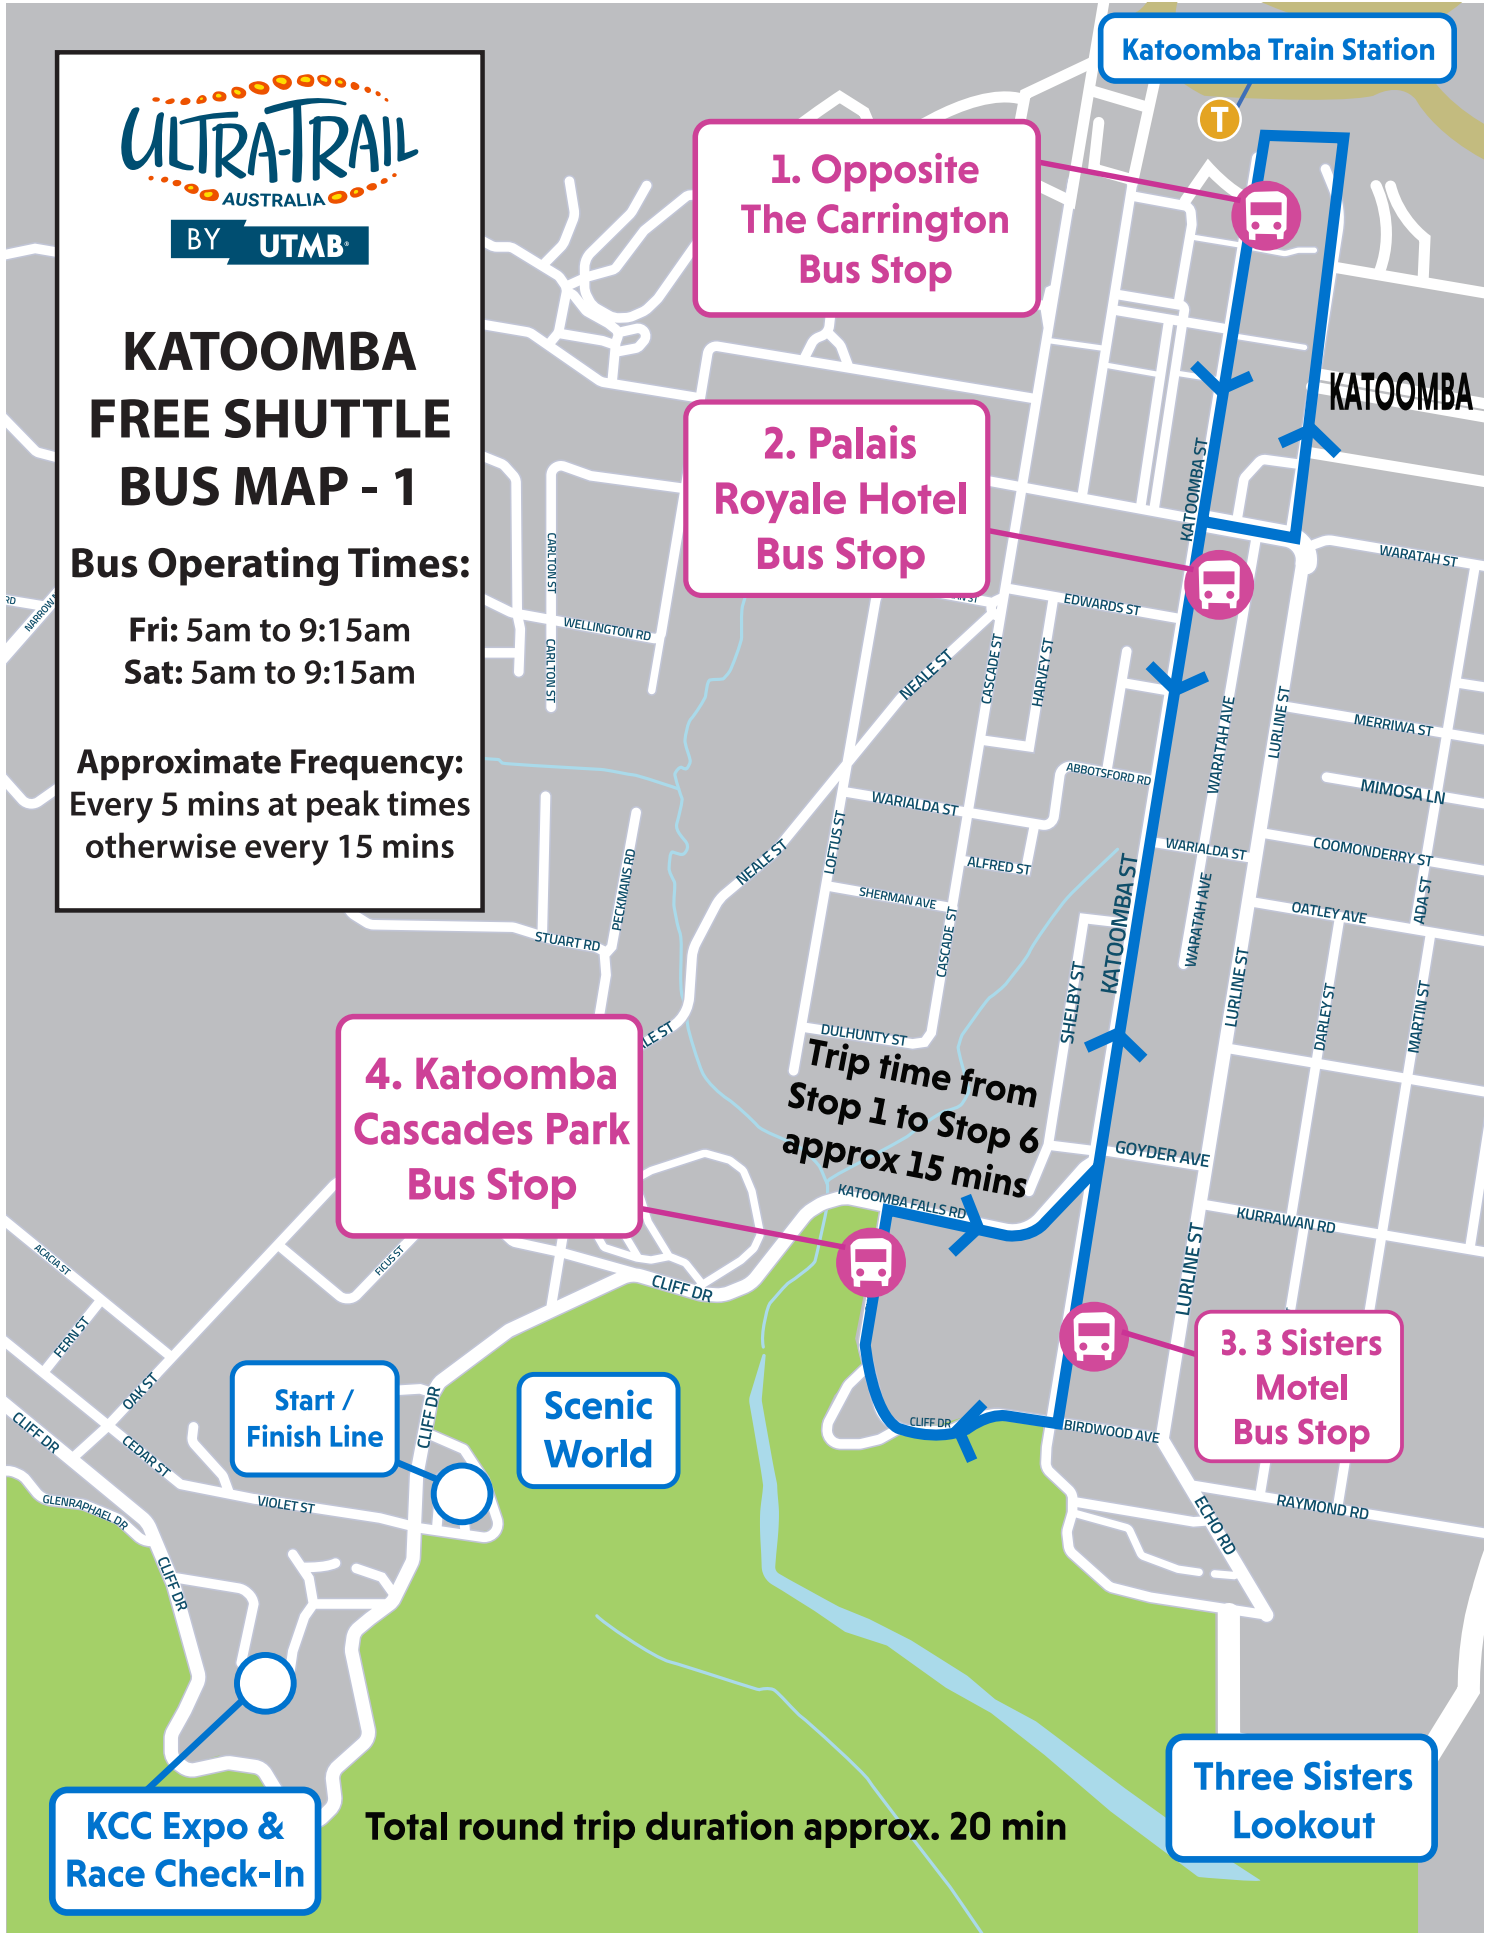 Katoomba Train Station
T
ULTRA-TRAIL
AUSTRALIA
BY UTMB
KATOOMBA
FREE SHUTTLE
BUS MAP - 1
Bus Operating Times:
Fri: 5am to 9:15am
Sat: 5am to 9:15am
Approximate Frequency:
Every 5 mins at peak times
otherwise every 15 mins
1. Opposite
The Carrington
Bus Stop
KATOOMBA
2. Palais
Royale Hotel
Bus Stop
KATOOMBA ST
KATOOMBA ST
WARATAH ST
CARLTON ST
CARLTON ST
WELLINGTON RD
RD
EDWARDS ST
NEALE ST
CASCADE ST
HARVEY ST
WARATAH AVE
LURLINE ST
MERRIWA ST
ABBOTSFORD RD
MIMOSA LN
WARIALDA ST
LOFTUS ST
NEALE ST
ALFRED ST
WARIALDA ST
COOMONDERRY ST
PECKMANS RD
SHERMAN AVE
KATOOMBA ST
WARATAH AVE
ADA ST
OATLEY AVE
STUART RD
CASCADE ST
SHELBY ST
LURLINE ST
DARLEY ST
MARTIN ST
LE ST
DULHUNTY ST
Trip time from
Stop 1 to Stop 6
approx 15 mins
4. Katoomba
Cascades Park
Bus Stop
GOYDER AVE
KATOOMBA FALLS RD
KURRAWAN RD
LURLINE ST
ACACIA ST
FICUS ST
CLIFF DR
FERN ST
3. 3 Sisters
Motel
Bus Stop
Start /
Finish Line
Scenic
World
OAK ST
CLIFF DR
CLIFF DR
CLIFF DR
BIRDWOOD AVE
CEDAR ST
VIOLET ST
GLENRAPHAEL DR
RAYMOND RD
ECHO RD
CLIFF DR
Three Sisters
Lookout
KCC Expo &
Race Check-In
Total round trip duration approx. 20 min